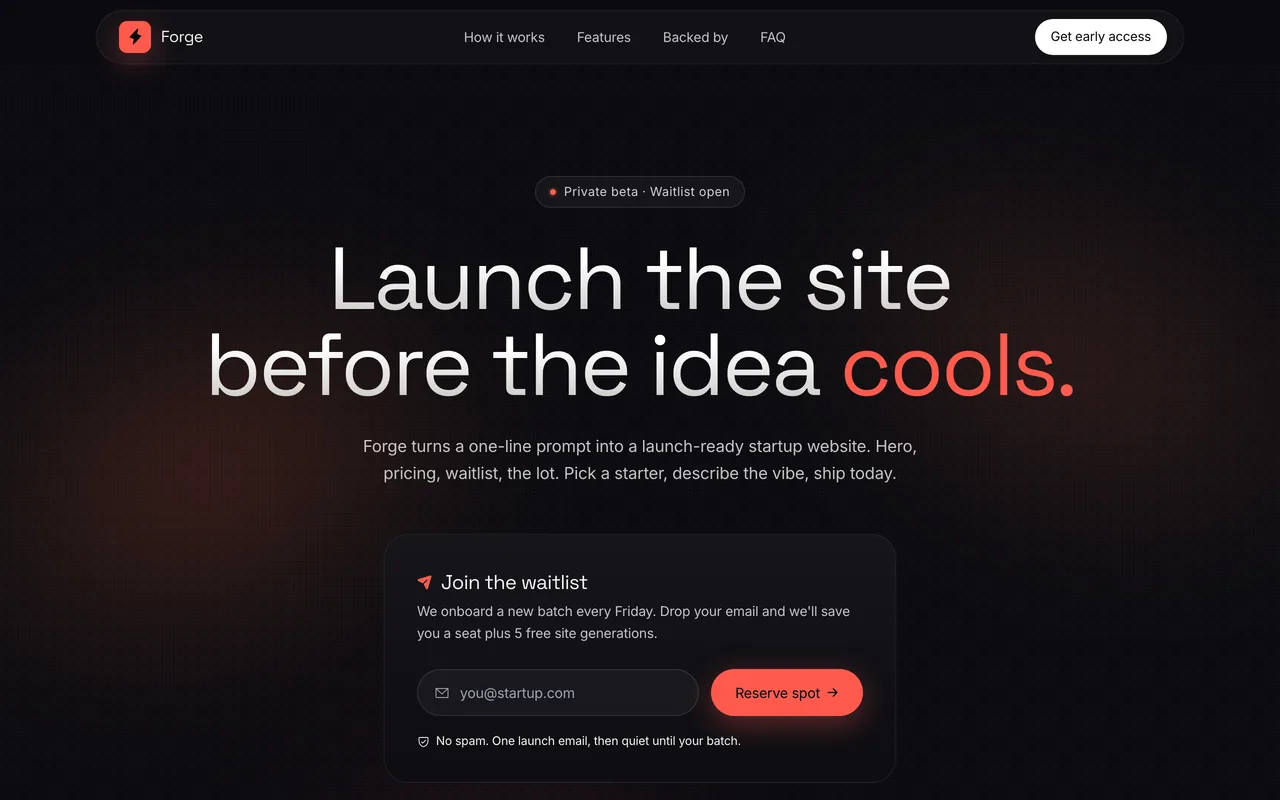 Forge
How it works
Features
Backed by
FAQ
Get early access
Private beta · Waitlist open
Launch the site
before the idea cools.
Forge turns a one-line prompt into a launch-ready startup website. Hero,
pricing, waitlist, the lot. Pick a starter, describe the vibe, ship today.
Join the waitlist
We onboard a new batch every Friday. Drop your email and we'll save
you a seat plus 5 free site generations.
you@startup.com
Reserve spot →
No spam. One launch email, then quiet until your batch.